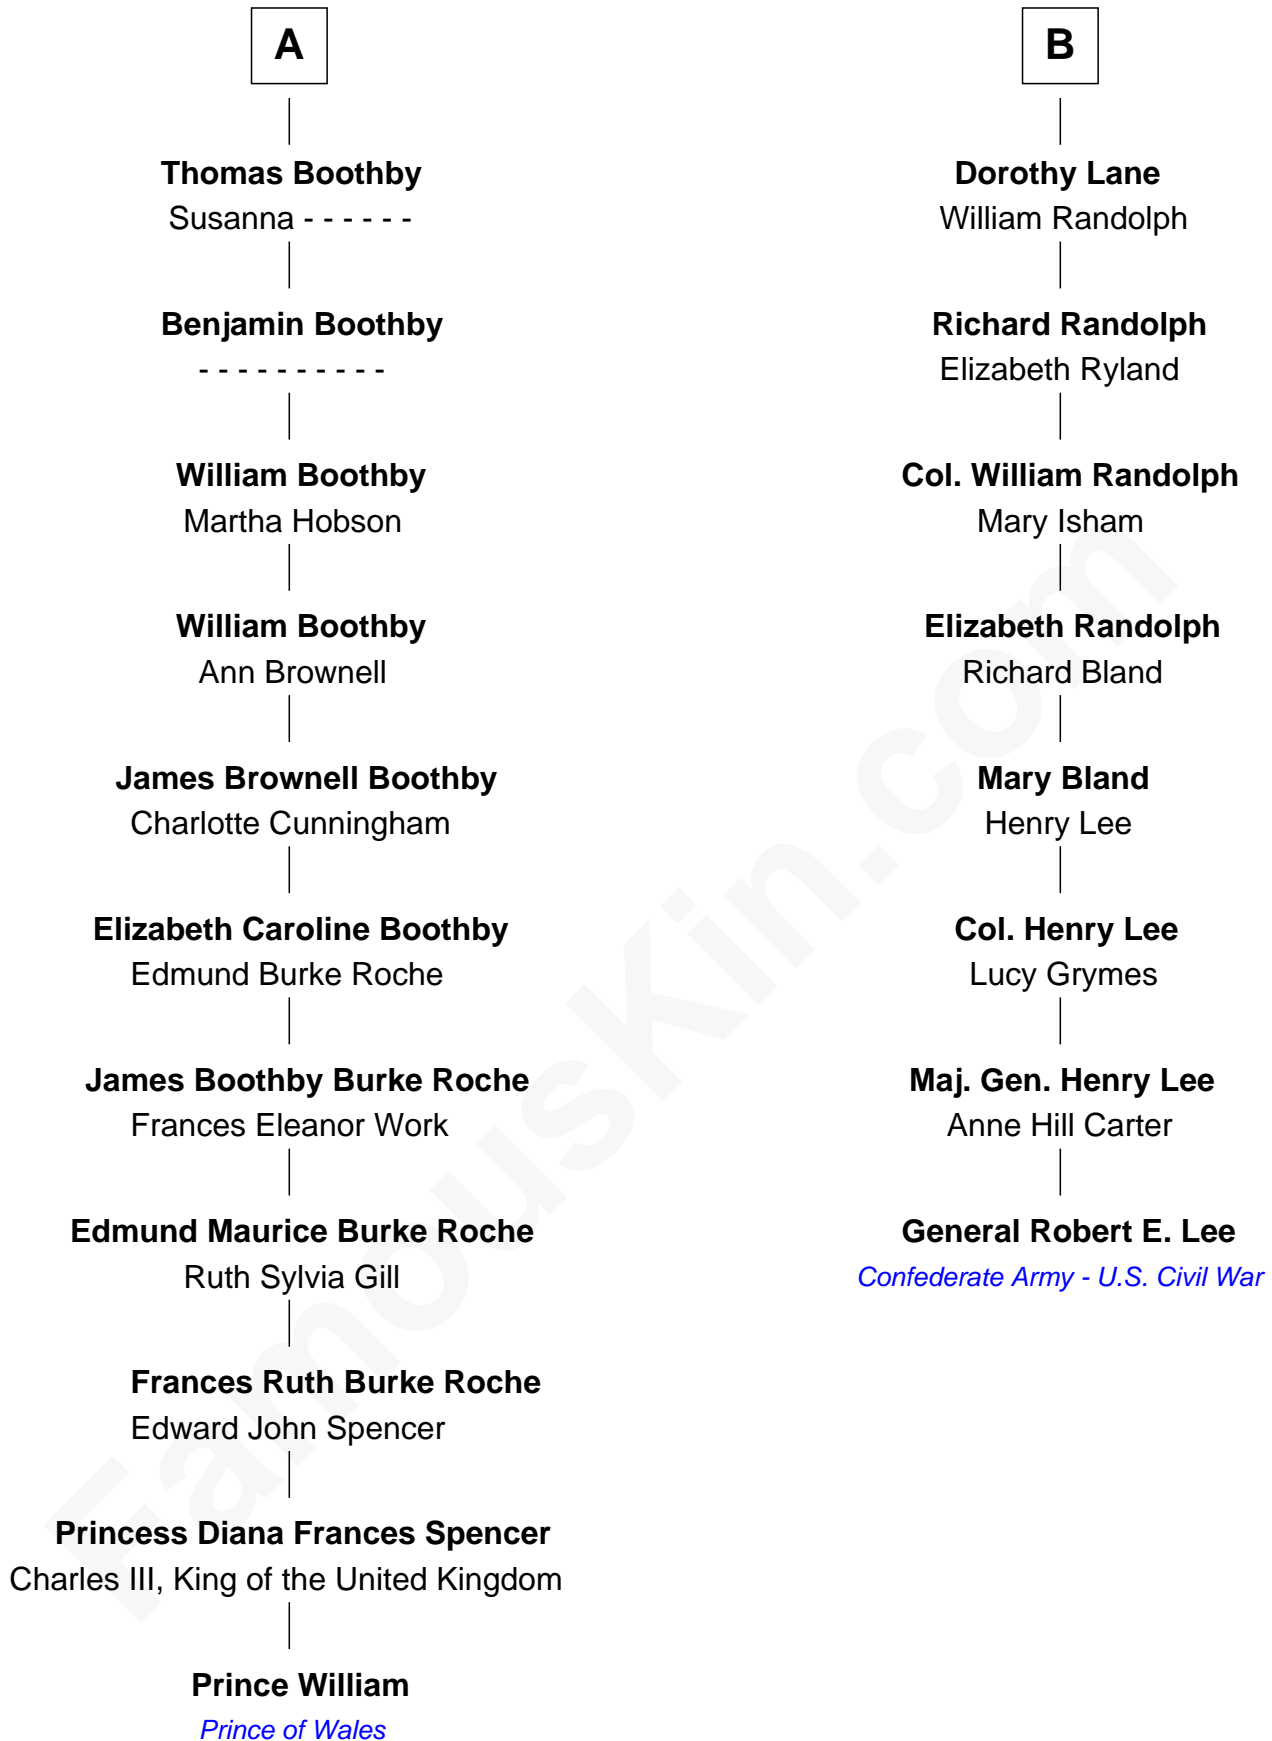 A
Thomas Boothby
Susanna - - - - - -
Benjamin Boothby
- - - - - - - - - -
William Boothby
Martha Hobson
William Boothby
Ann Brownell
James Brownell Boothby
Charlotte Cunningham
Elizabeth Caroline Boothby
Edmund Burke Roche
James Boothby Burke Roche
Frances Eleanor Work
Edmund Maurice Burke Roche
Ruth Sylvia Gill
Frances Ruth Burke Roche
Edward John Spencer
Princess Diana Frances Spencer
Charles III, King of the United Kingdom
Prince William
Prince of Wales
B
Dorothy Lane
William Randolph
Richard Randolph
Elizabeth Ryland
Col. William Randolph
Mary Isham
Elizabeth Randolph
Richard Bland
Mary Bland
Henry Lee
Col. Henry Lee
Lucy Grymes
Maj. Gen. Henry Lee
Anne Hill Carter
General Robert E. Lee
Confederate Army - U.S. Civil War
FamousKin.com